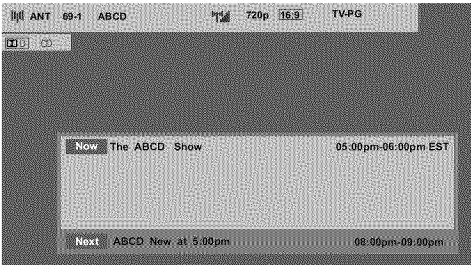 ANT 69-1 ABCD 720p 16:9 TV-PG
Now The ABCD Show 05:00pm-06:00pm EST
Next ABCD New at 5:00pm 08:00pm-09:00pm